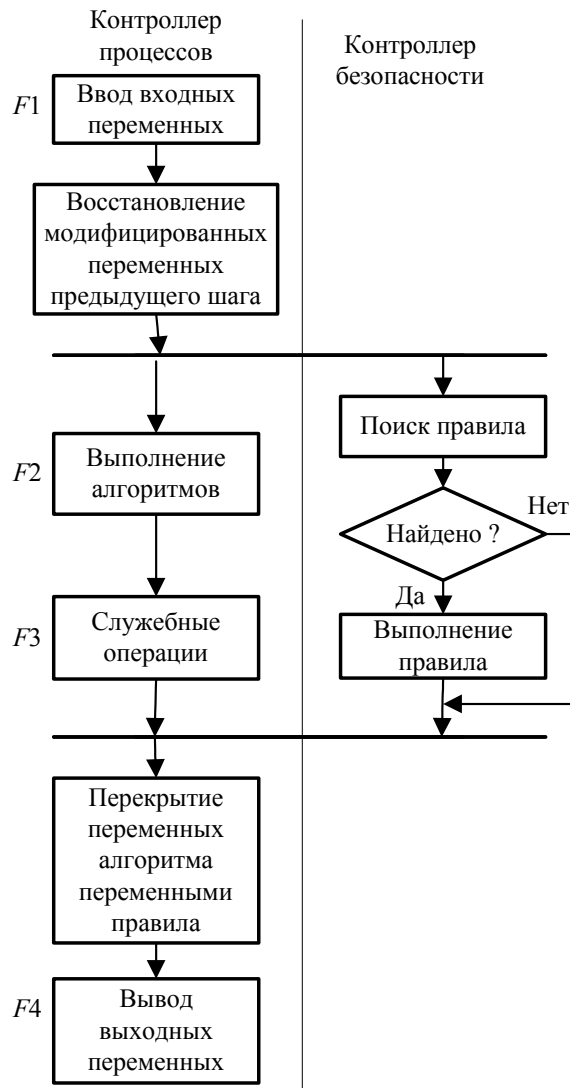 Контроллер
процессов
Контроллер
безопасности
F1
Ввод входных
переменных
Восстановление
модифицированных
переменных
предыдущего шага
Поиск правила
F2
Выполнение
алгоритмов
Найдено ?
Нет
Да
F3
Служебные
операции
Выполнение
правила
Перекрытие
переменных
алгоритма
переменными
правила
F4
Вывод
выходных
переменных